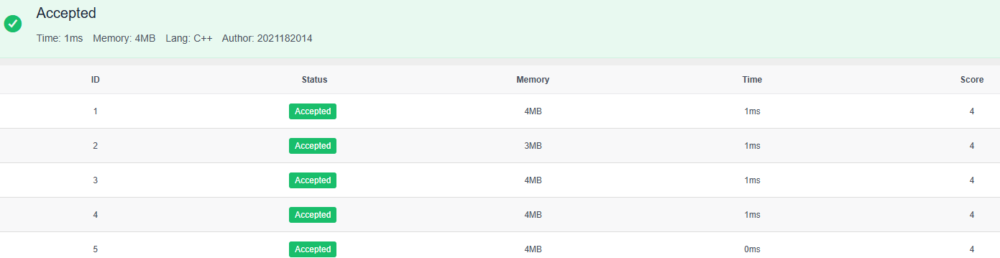 Accepted
Time: 1ms Memory: 4MB Lang: C++ Author: 2021182014
ID Status Memory Time Score
1 Accepted 4MB 1ms 4
2 Accepted 3MB 1ms 4
3 Accepted 4MB 1ms 4
4 Accepted 4MB 1ms 4
5 Accepted 4MB 0ms 4